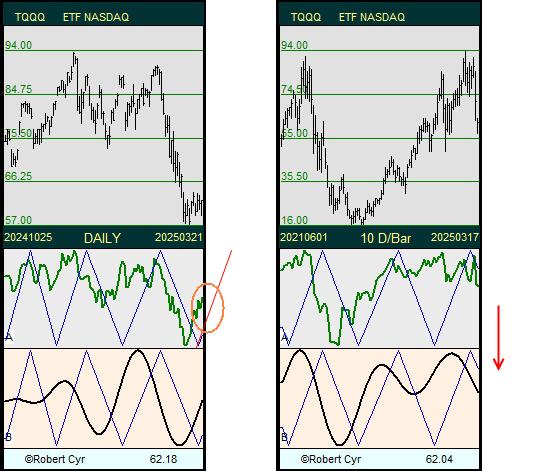 TQQQ ETF NASDAQ
94.00
84.75
75.50
66.25
57.00
20241025 DAILY 20250321
A
B
©Robert Cyr 62.18
TQQQ ETF NASDAQ
94.00
74.50
55.00
35.50
16.00
20210601 10 D/Bar 20250317
A
B
©Robert Cyr 62.04